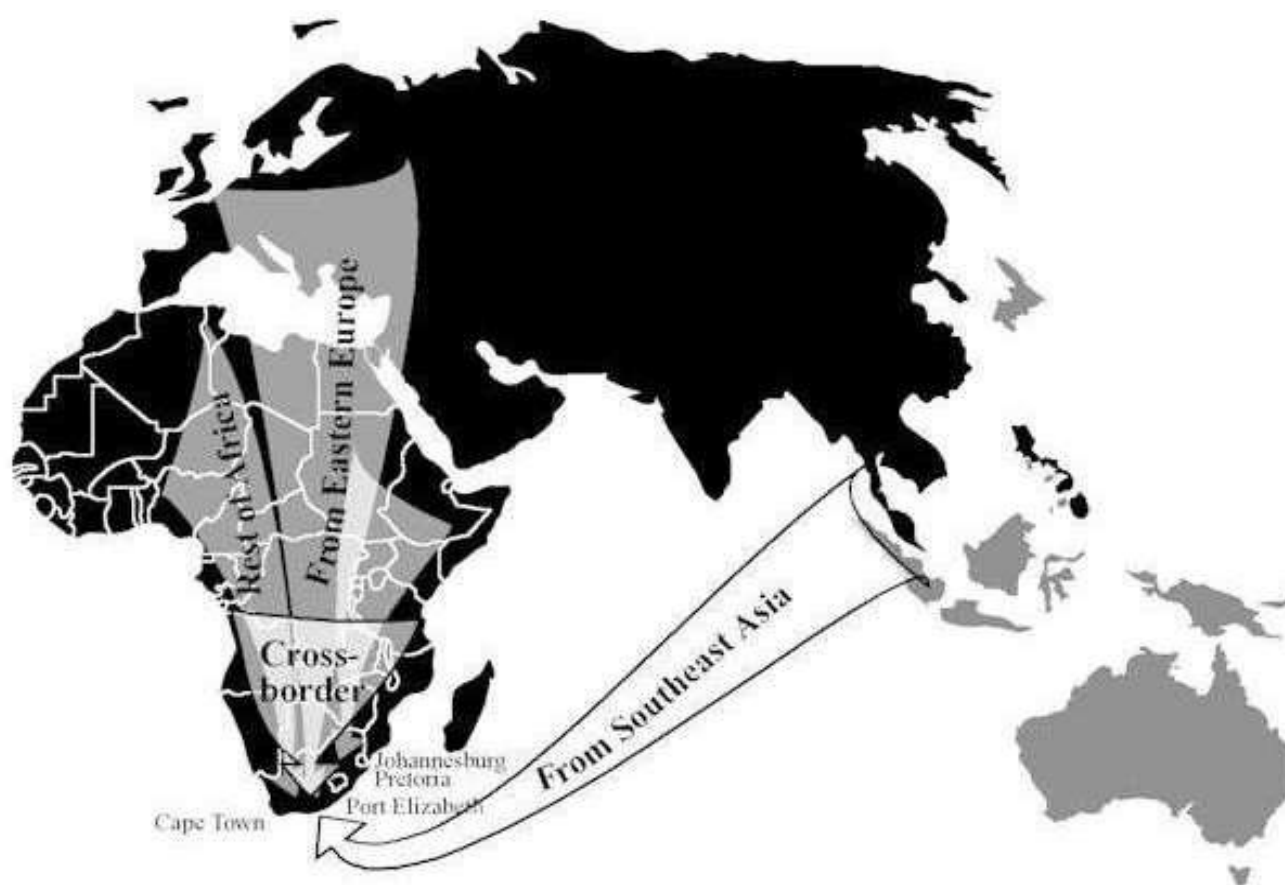 From Eastern Europe
Rest of Africa
Cross-
border
From Southeast Asia
Johannesburg
Pretoria
Port Elizabeth
Cape Town